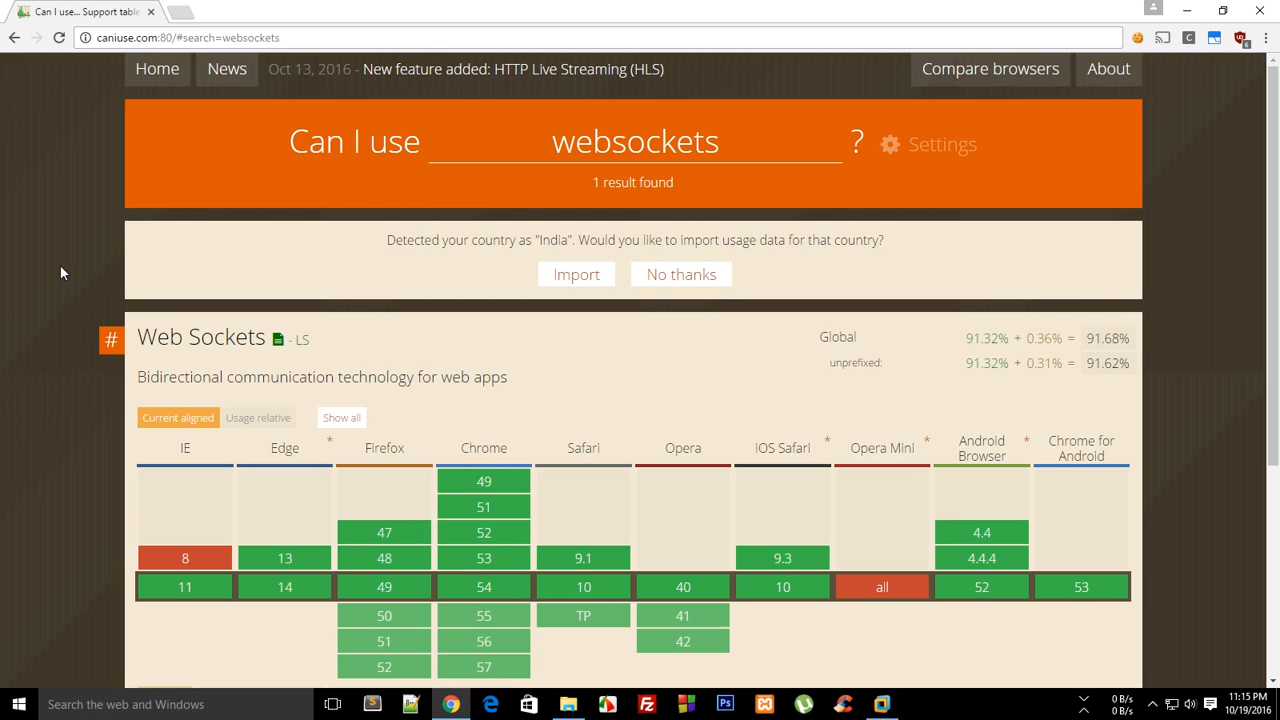 Can I use... Support table
caniuse.com:80/#search=websockets
6
Home News Oct 13, 2016 - New feature added: HTTP Live Streaming (HLS) Compare browsers About
Can I use websockets ? Settings
1 result found
Detected your country as "India". Would you like to import usage data for that country?
Import No thanks
# Web Sockets - LS
Global 91.32% + 0.36% = 91.68%
unprefixed: 91.32% + 0.31% = 91.62%
Bidirectional communication technology for web apps
Current aligned Usage relative Show all
IE Edge * Firefox Chrome Safari Opera iOS Safari * Opera Mini * Android Browser * Chrome for Android
49
51
47 52 4.4
8 13 48 53 9.1 9.3 4.4.4
11 14 49 54 10 40 10 all 52 53
50 55 TP 41
51 56 42
52 57
Search the web and Windows
0 B/s
0 B/s
11:15 PM
10/19/2016